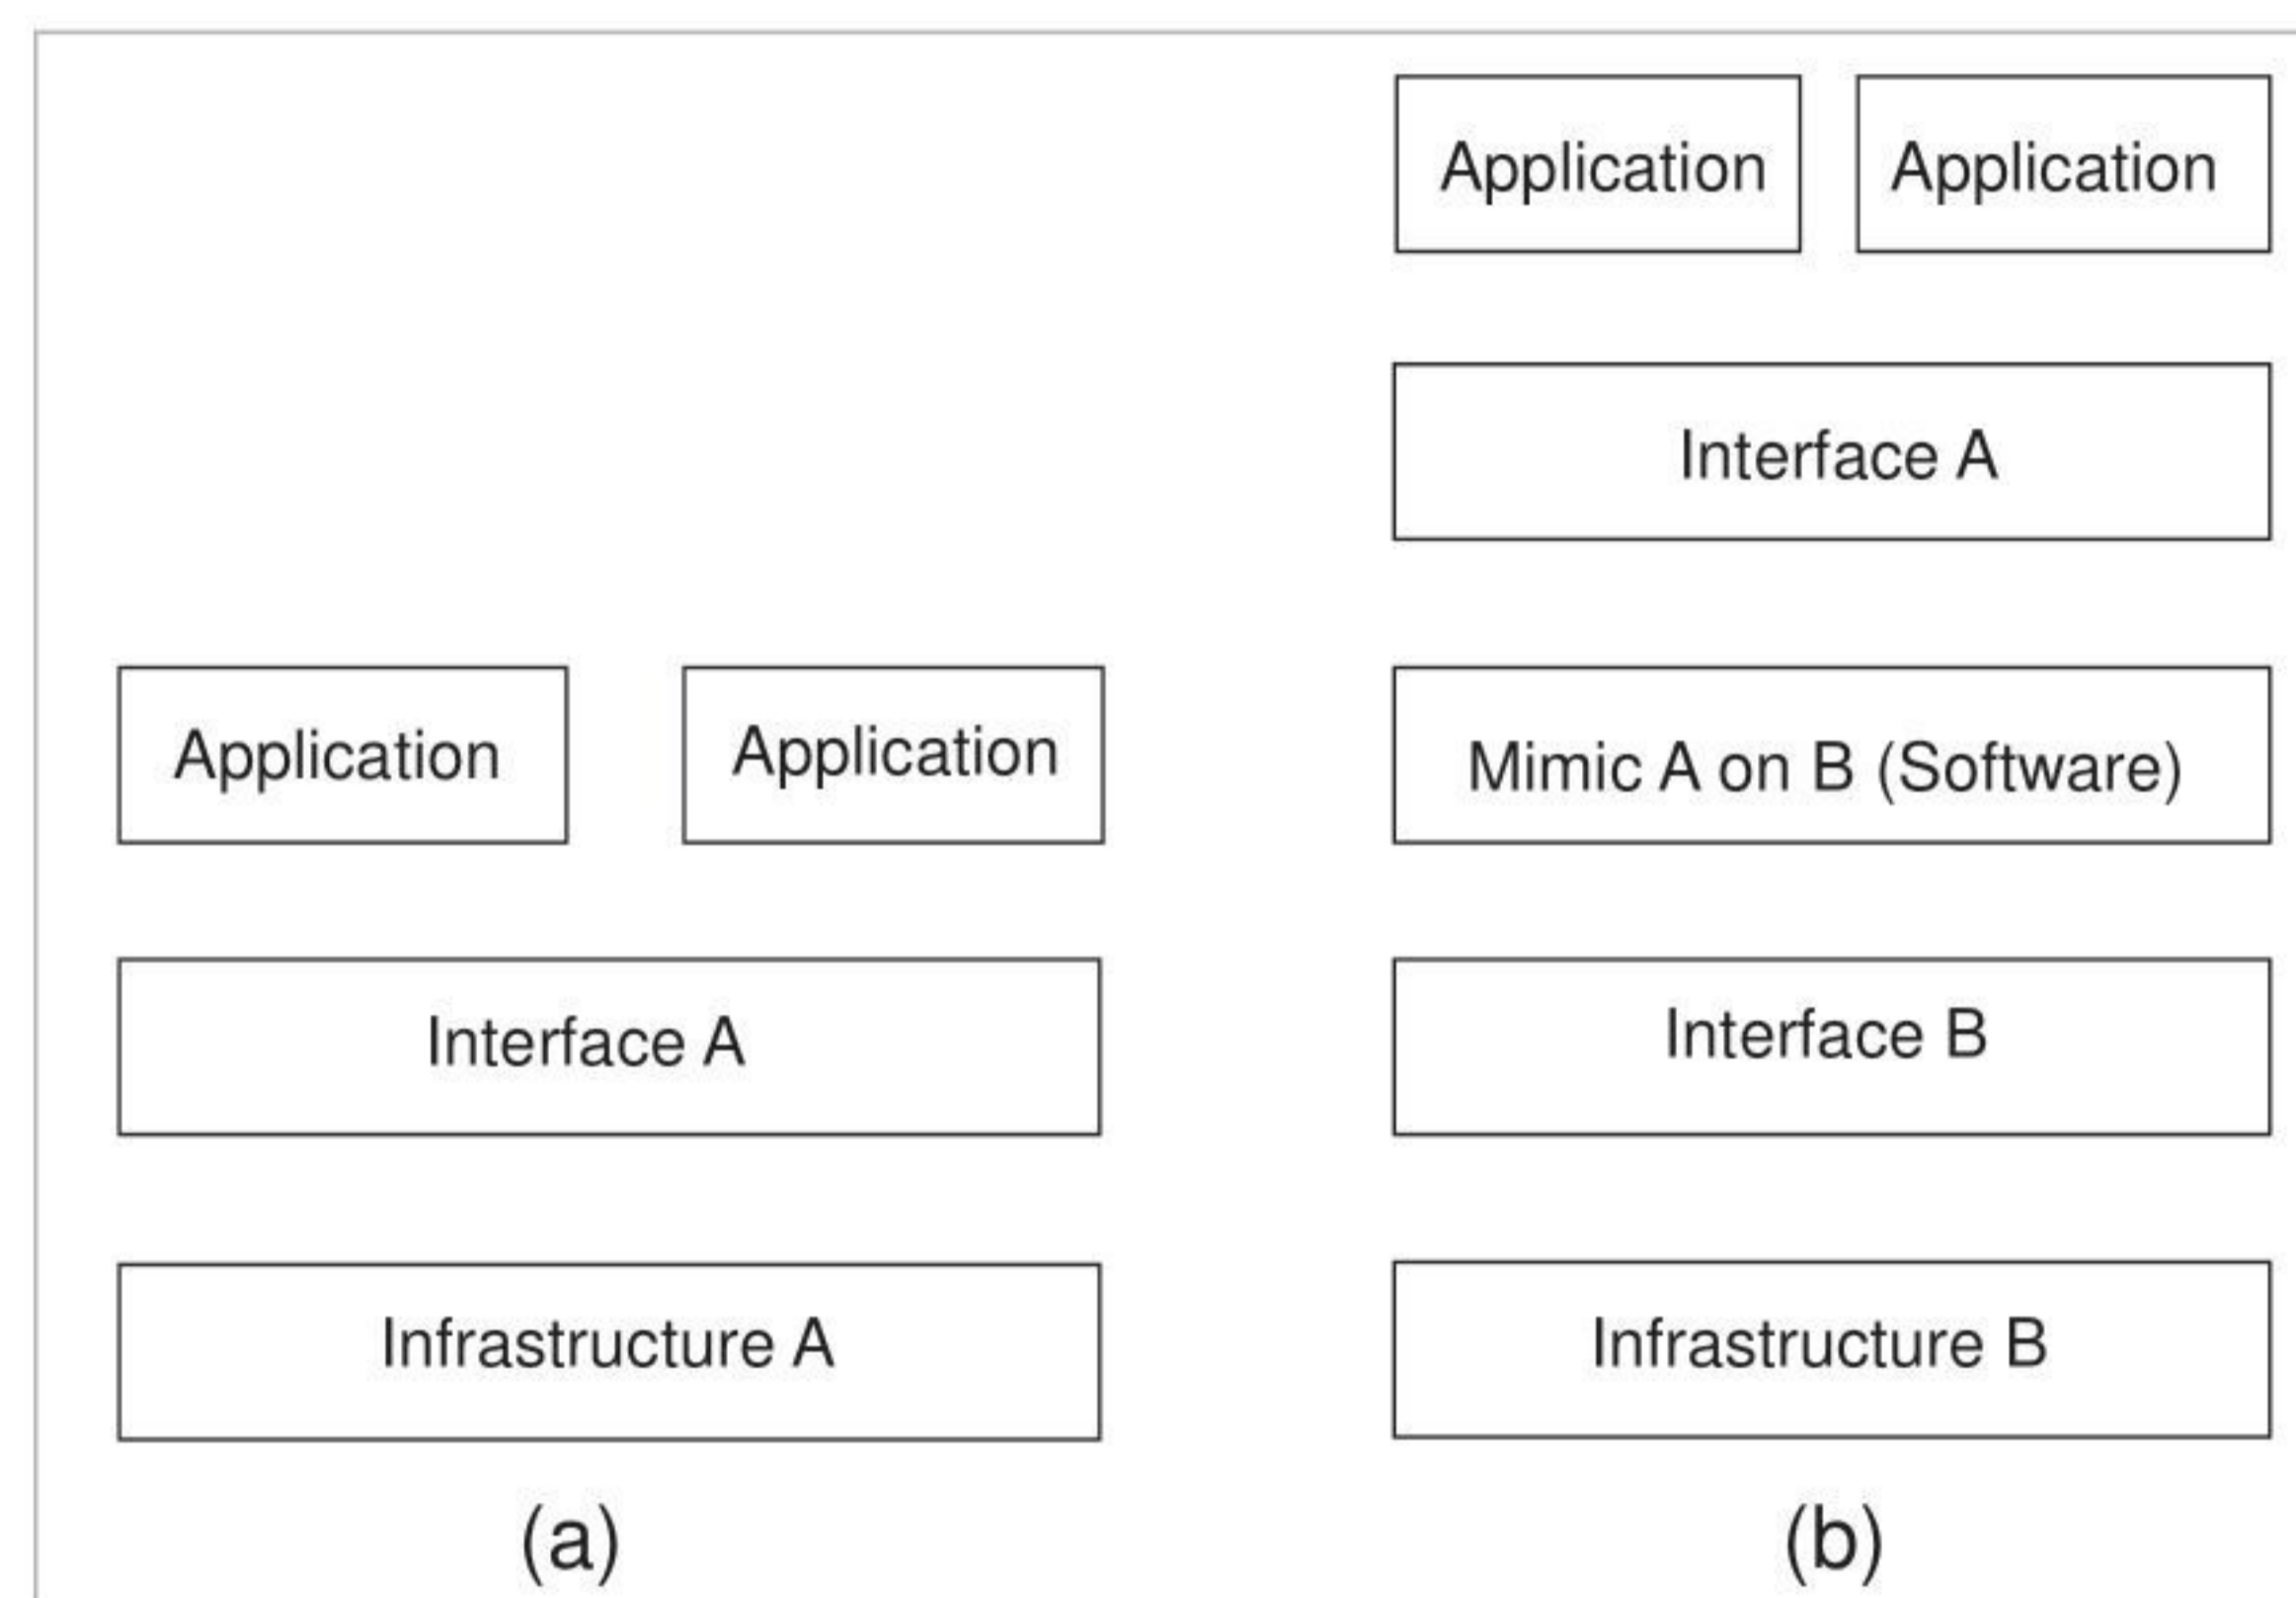 Application Application
Interface A
Application Application
Mimic A on B (Software)
Interface A
Interface B
Infrastructure A
Infrastructure B
(a)
(b)